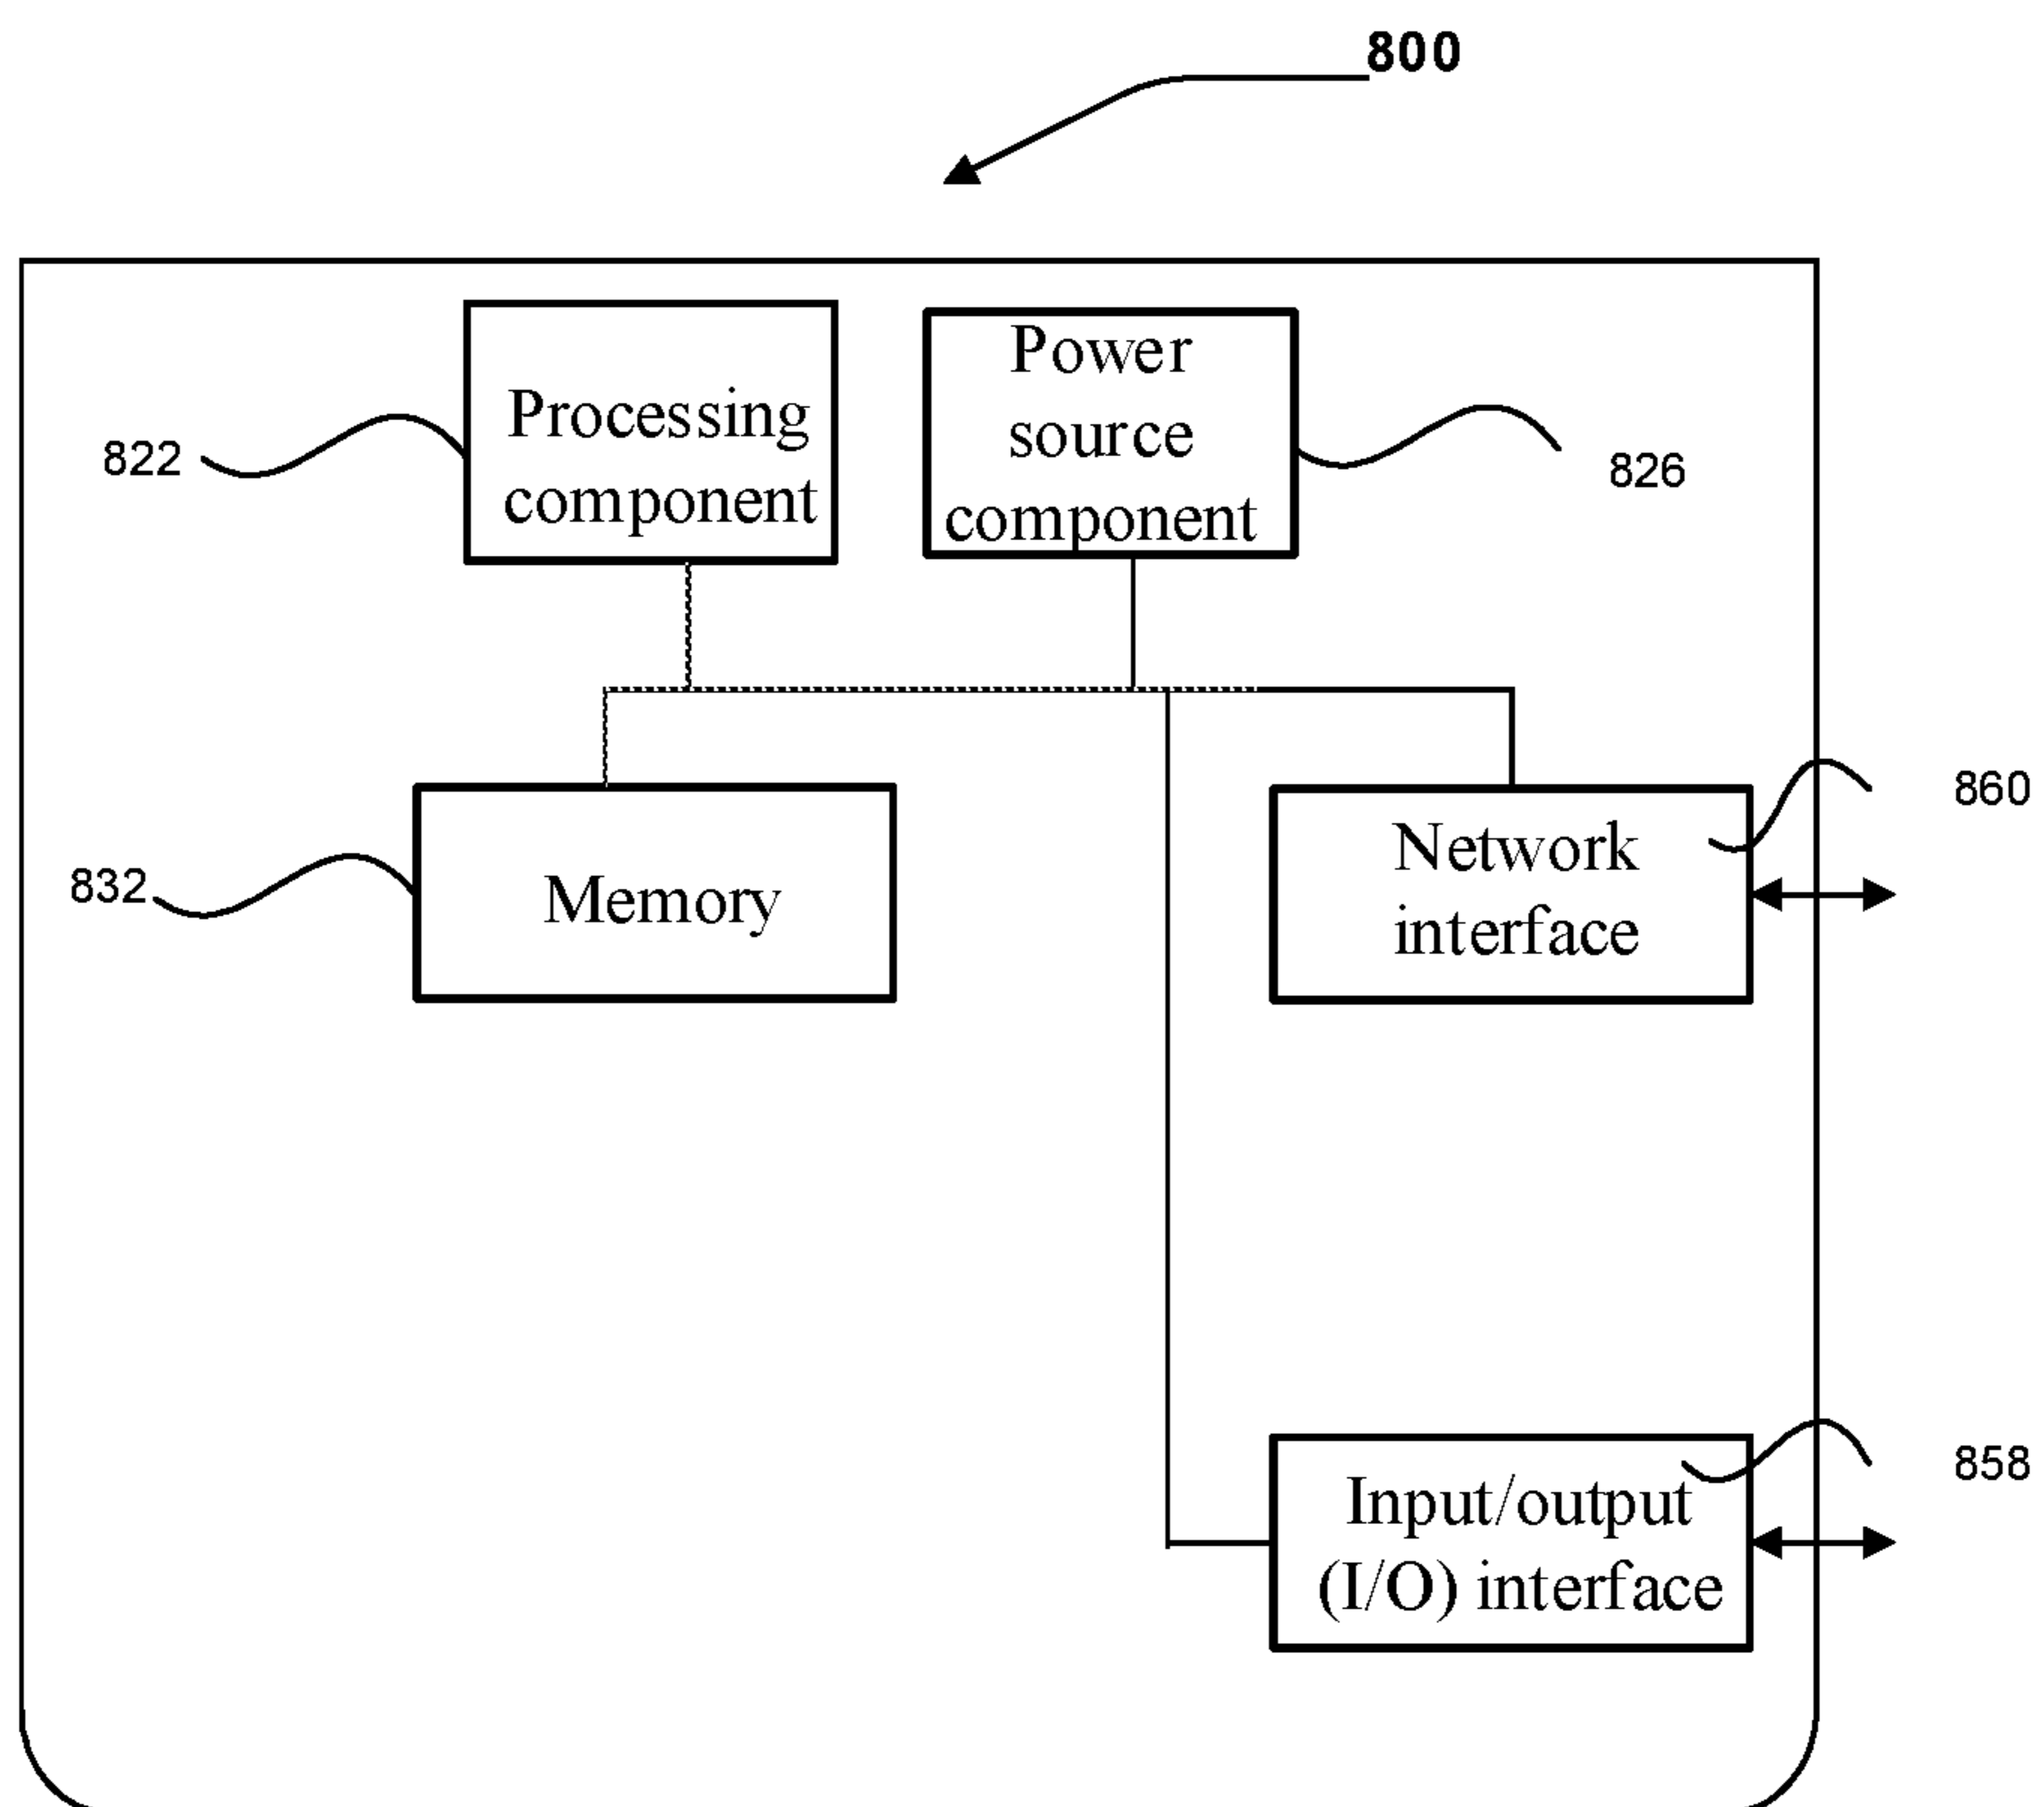 800
Processing
component
822
Power
source
component
826
860
Network
interface
832
Memory
858
Input/output
(I/O) interface